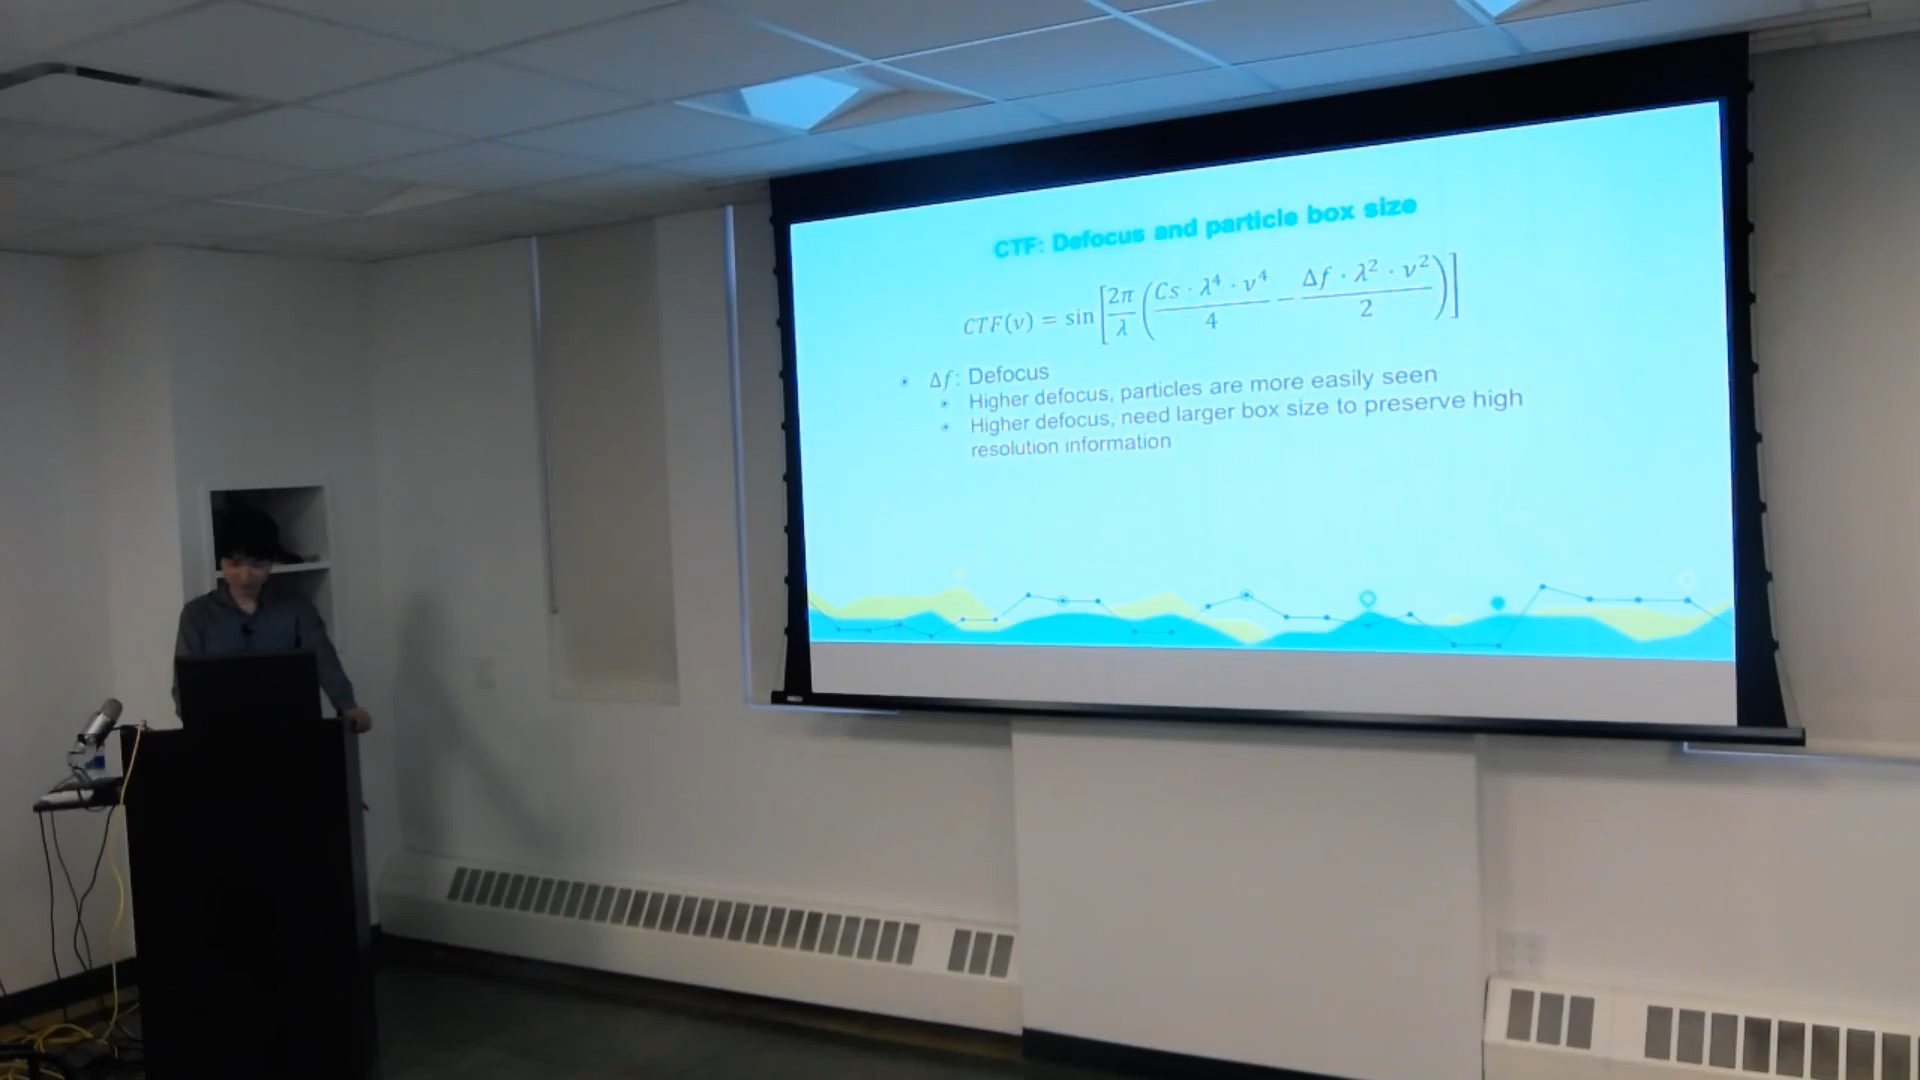 CTF: Defocus and particle box size
CTF(ν) = sin[2π/λ (Cs · λ⁴ · ν⁴/4 − Δf · λ² · ν²/2)]
Δf: Defocus
Higher defocus, particles are more easily seen
Higher defocus, need larger box size to preserve high
resolution information